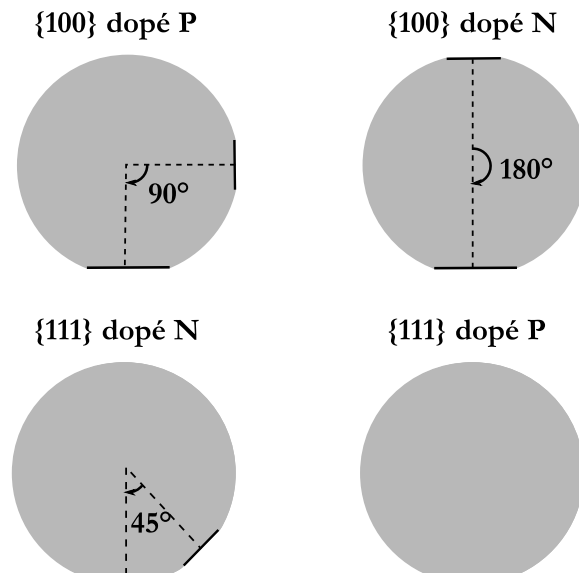 {100} dopé P
{100} dopé N
90°
180°
{111} dopé N
{111} dopé P
45°